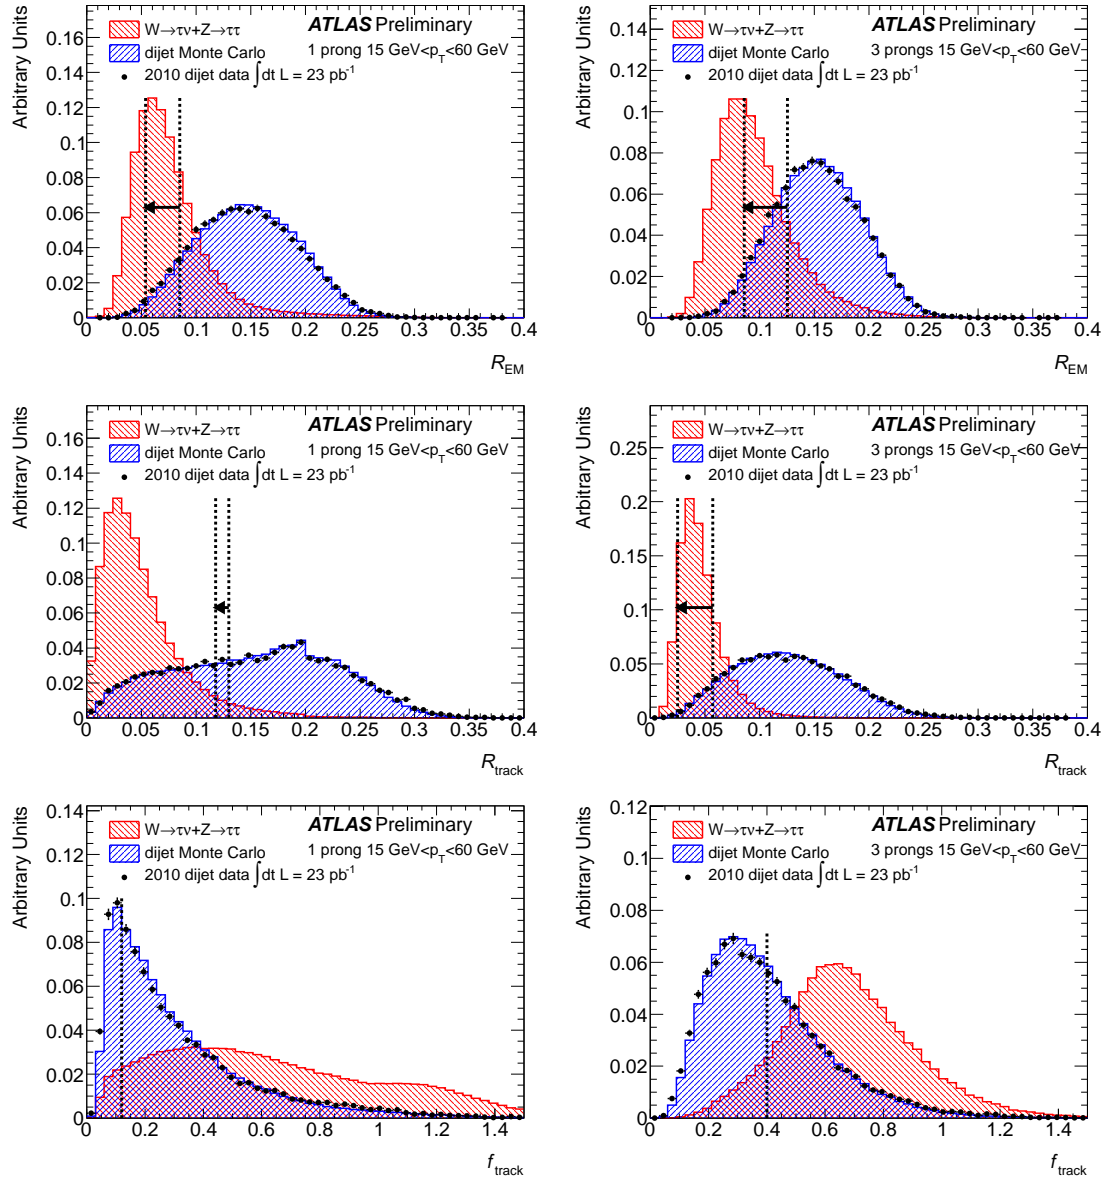 Arbitrary Units
0.16
0.14
0.12
0.1
0.08
0.06
0.04
0.02
0
W→τν+Z→ττ
dijet Monte Carlo
2010 dijet data ∫dt L = 23 pb⁻¹
ATLAS Preliminary
1 prong 15 GeV<p_T<60 GeV
0 0.05 0.1 0.15 0.2 0.25 0.3 0.35 0.4
R_EM
Arbitrary Units
0.14
0.12
0.1
0.08
0.06
0.04
0.02
0
W→τν+Z→ττ
dijet Monte Carlo
2010 dijet data ∫dt L = 23 pb⁻¹
ATLAS Preliminary
3 prongs 15 GeV<p_T<60 GeV
0 0.05 0.1 0.15 0.2 0.25 0.3 0.35 0.4
R_EM
Arbitrary Units
0.16
0.14
0.12
0.1
0.08
0.06
0.04
0.02
0
W→τν+Z→ττ
dijet Monte Carlo
2010 dijet data ∫dt L = 23 pb⁻¹
ATLAS Preliminary
1 prong 15 GeV<p_T<60 GeV
0 0.05 0.1 0.15 0.2 0.25 0.3 0.35 0.4
R_track
Arbitrary Units
0.25
0.2
0.15
0.1
0.05
0
W→τν+Z→ττ
dijet Monte Carlo
2010 dijet data ∫dt L = 23 pb⁻¹
ATLAS Preliminary
3 prongs 15 GeV<p_T<60 GeV
0 0.05 0.1 0.15 0.2 0.25 0.3 0.35 0.4
R_track
Arbitrary Units
0.14
0.12
0.1
0.08
0.06
0.04
0.02
0
W→τν+Z→ττ
dijet Monte Carlo
2010 dijet data ∫dt L = 23 pb⁻¹
ATLAS Preliminary
1 prong 15 GeV<p_T<60 GeV
0 0.2 0.4 0.6 0.8 1 1.2 1.4
f_track
Arbitrary Units
0.12
0.1
0.08
0.06
0.04
0.02
0
W→τν+Z→ττ
dijet Monte Carlo
2010 dijet data ∫dt L = 23 pb⁻¹
ATLAS Preliminary
3 prongs 15 GeV<p_T<60 GeV
0 0.2 0.4 0.6 0.8 1 1.2 1.4
f_track